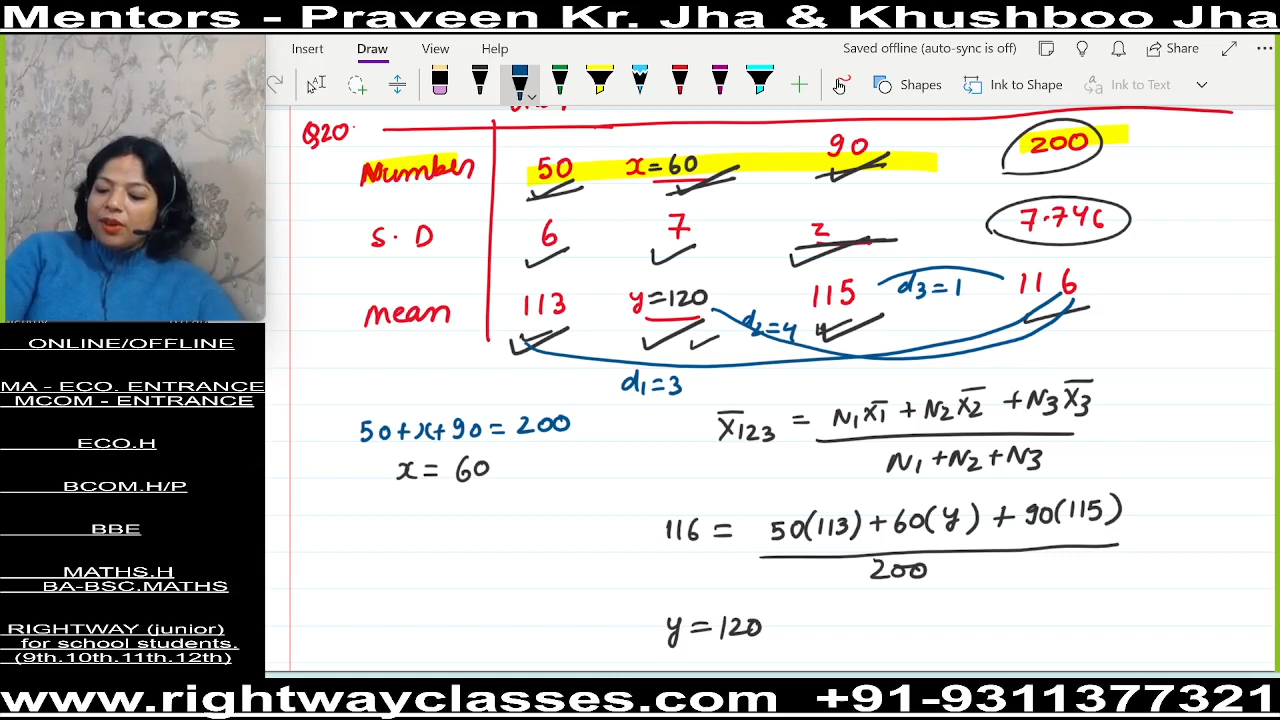 Mentors - Praveen Kr. Jha & Khushboo Jha
Insert Draw View Help Saved offline (auto-sync is off) Share
Shapes Ink to Shape Ink to Text
Q20
Number 50 x=60 90 200
S.D 6 7 z 7.746
mean 113 y=120 115 d3=1 116
d2=4
d1=3
50+x+90=200
x=60
X̄123 = N1X̄1 + N2X̄2 + N3X̄3
N1+N2+N3
116 = 50(113)+60(y)+90(115)
200
y=120
ONLINE/OFFLINE
MA - ECO. ENTRANCE
MCOM - ENTRANCE
ECO.H
BCOM.H/P
BBE
MATHS.H
BA-BSC.MATHS
RIGHTWAY (junior)
for school students.
(9th.10th.11th.12th)
www.rightwayclasses.com +91-9311377321